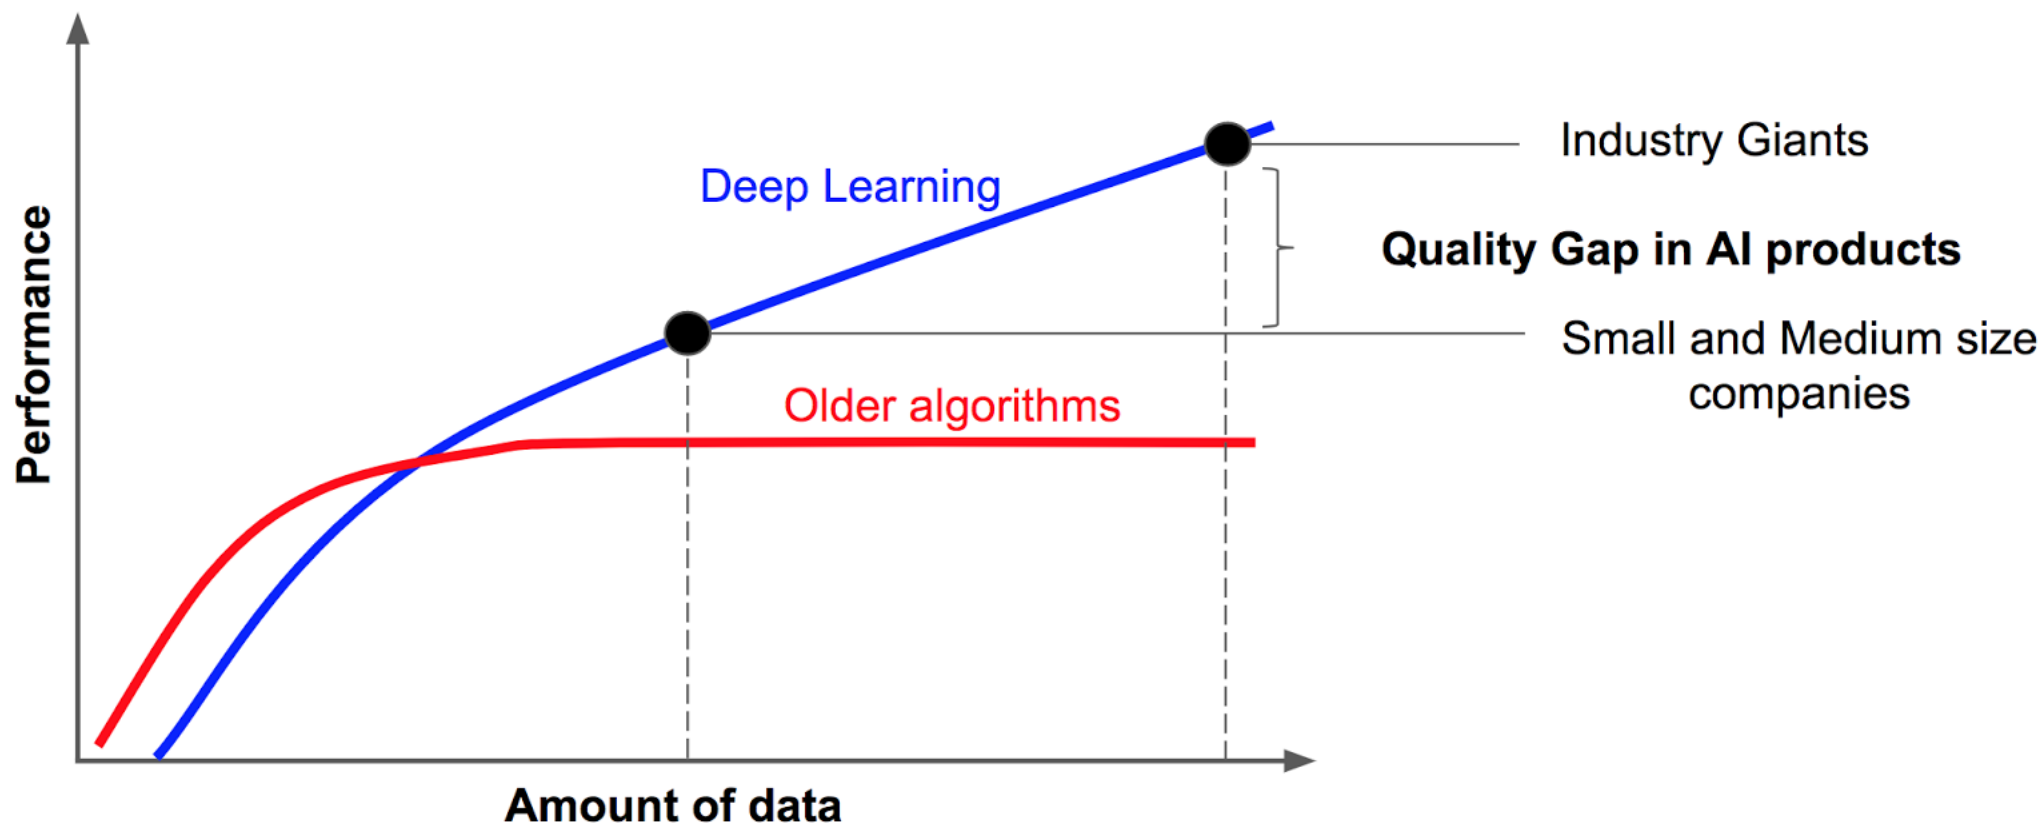 Industry Giants
Deep Learning
Quality Gap in AI products
Performance
Small and Medium size
companies
Older algorithms
Amount of data